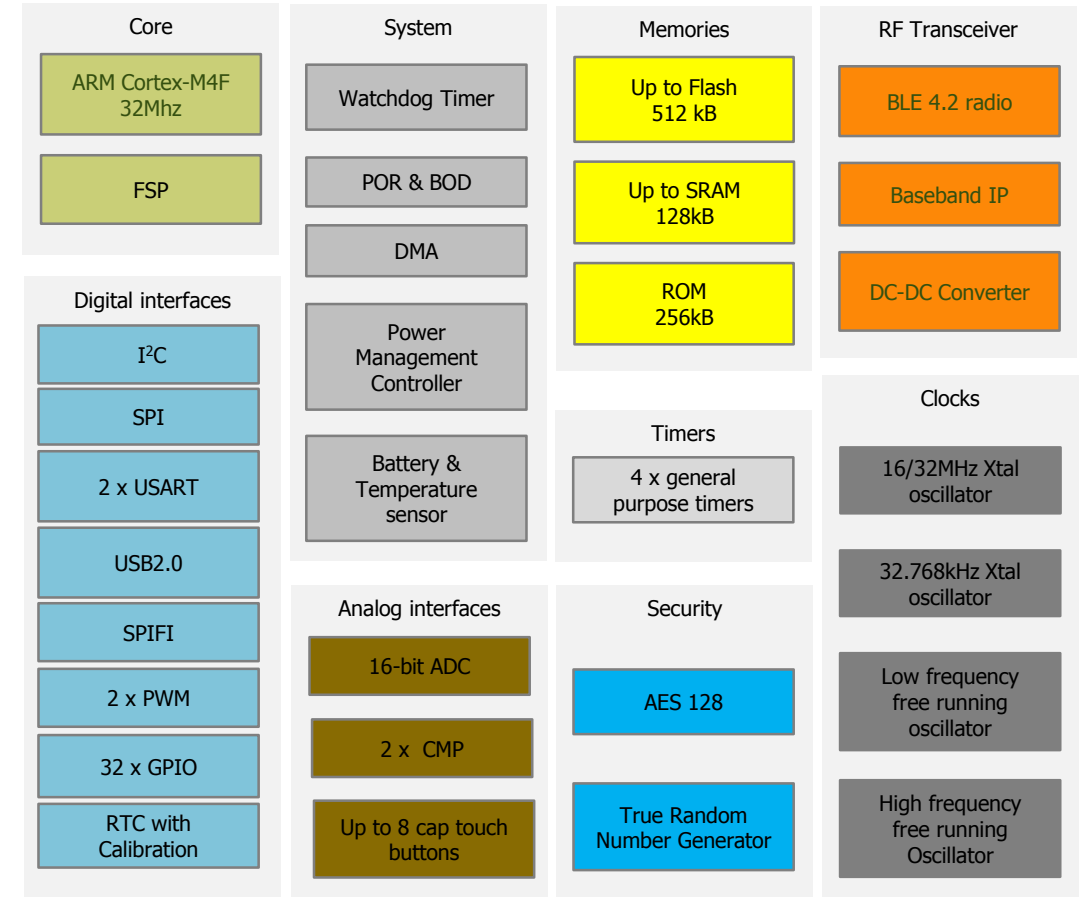 Core
ARM Cortex-M4F
32Mhz
FSP
Digital interfaces
I²C
SPI
2 x USART
USB2.0
SPIFI
2 x PWM
32 x GPIO
RTC with
Calibration
System
Watchdog Timer
POR & BOD
DMA
Power
Management
Controller
Battery &
Temperature
sensor
Analog interfaces
16-bit ADC
2 x  CMP
Up to 8 cap touch
buttons
Memories
Up to Flash
512 kB
Up to SRAM
128kB
ROM
256kB
Timers
4 x general
purpose timers
Security
AES 128
True Random
Number Generator
RF Transceiver
BLE 4.2 radio
Baseband IP
DC-DC Converter
Clocks
16/32MHz Xtal
oscillator
32.768kHz Xtal
oscillator
Low frequency
free running
oscillator
High frequency
free running
Oscillator